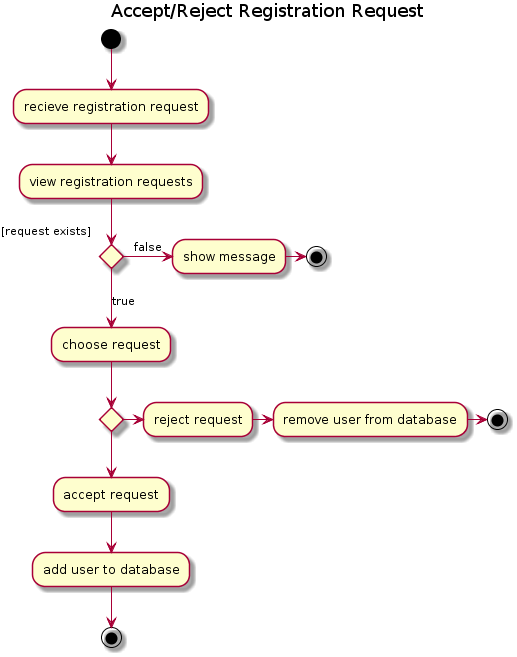 Accept/Reject Registration Request
recieve registration request
view registration requests
[request exists]
false
show message
true
choose request
reject request
remove user from database
accept request
add user to database